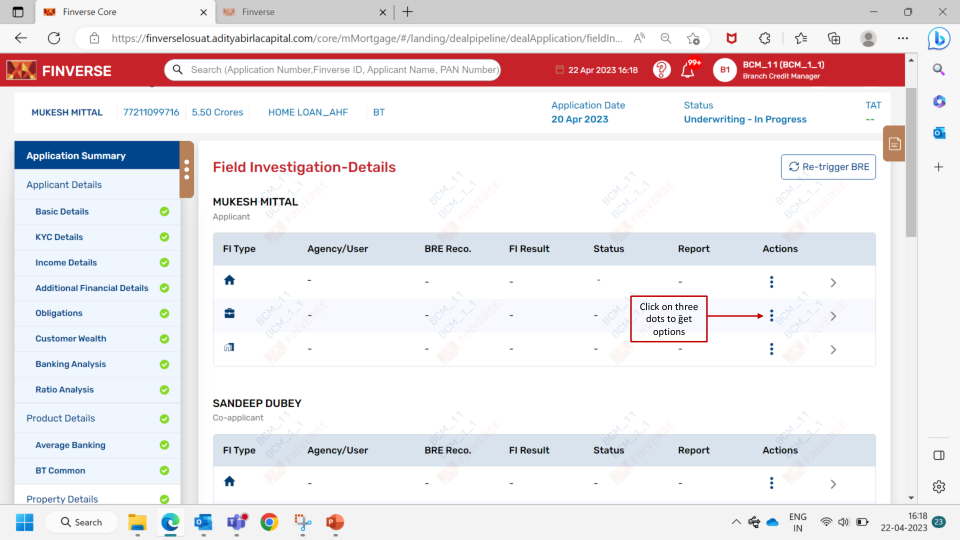 Finverse Core
Finverse
https://finverselosuat.adityabirlacapital.com/core/mMortgage/#/landing/dealpipeline/dealApplication/fieldIn...
FINVERSE
Search (Application Number,Finverse ID, Applicant Name, PAN Number)
22 Apr 2023 16:18
99+
B1
BCM_1 1 (BCM_1_1)
Branch Credit Manager
MUKESH MITTAL
77211099716
5.50 Crores
HOME LOAN_AHF
BT
Application Date
20 Apr 2023
Status
Underwriting - In Progress
TAT
--
Application Summary
Applicant Details
Basic Details
KYC Details
Income Details
Additional Financial Details
Obligations
Customer Wealth
Banking Analysis
Ratio Analysis
Product Details
Average Banking
BT Common
Property Details
Field Investigation-Details
Re-trigger BRE
MUKESH MITTAL
Applicant
FI Type Agency/User BRE Reco. FI Result Status Report Actions
- - - - -
- - - - -
- - - - -
Click on three
dots to get
options
SANDEEP DUBEY
Co-applicant
FI Type Agency/User BRE Reco. FI Result Status Report Actions
- - - - -
BCM_1 1
BCM_1_1
FINVERSE
Search
ENG
IN
16:18
22-04-2023
23